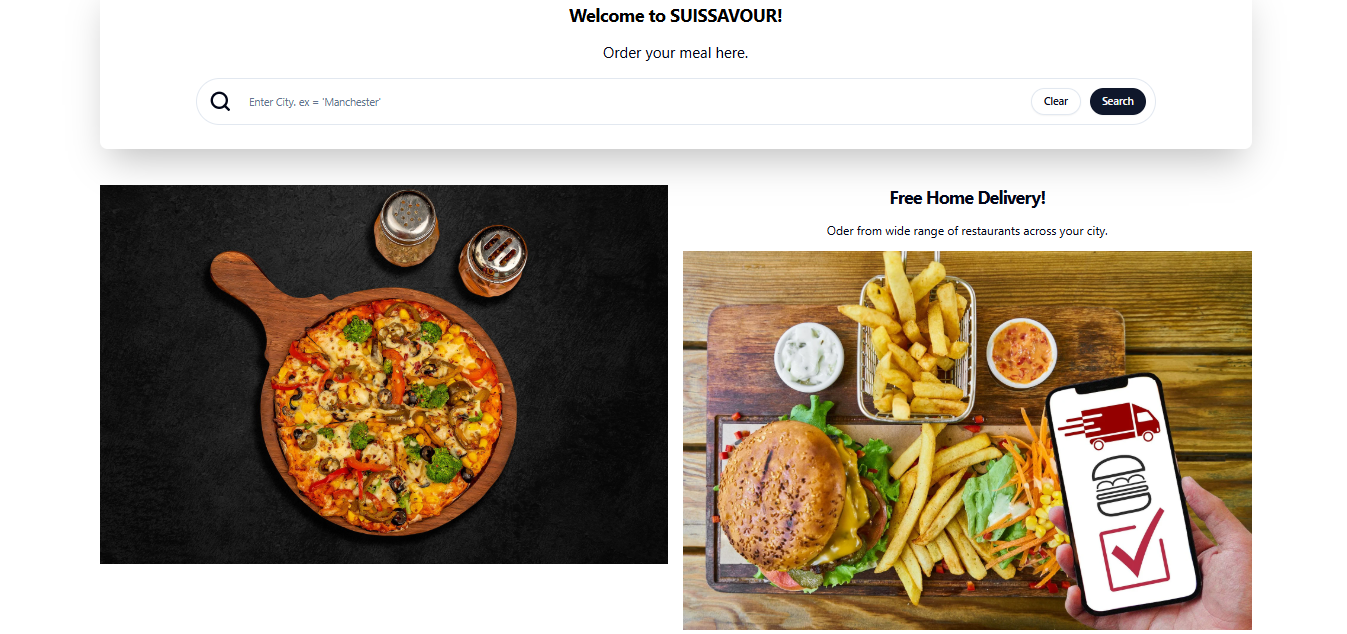 Welcome to SUISSAVOUR!
Order your meal here.
Enter City. ex = 'Manchester'
Clear
Search
Free Home Delivery!
Oder from wide range of restaurants across your city.